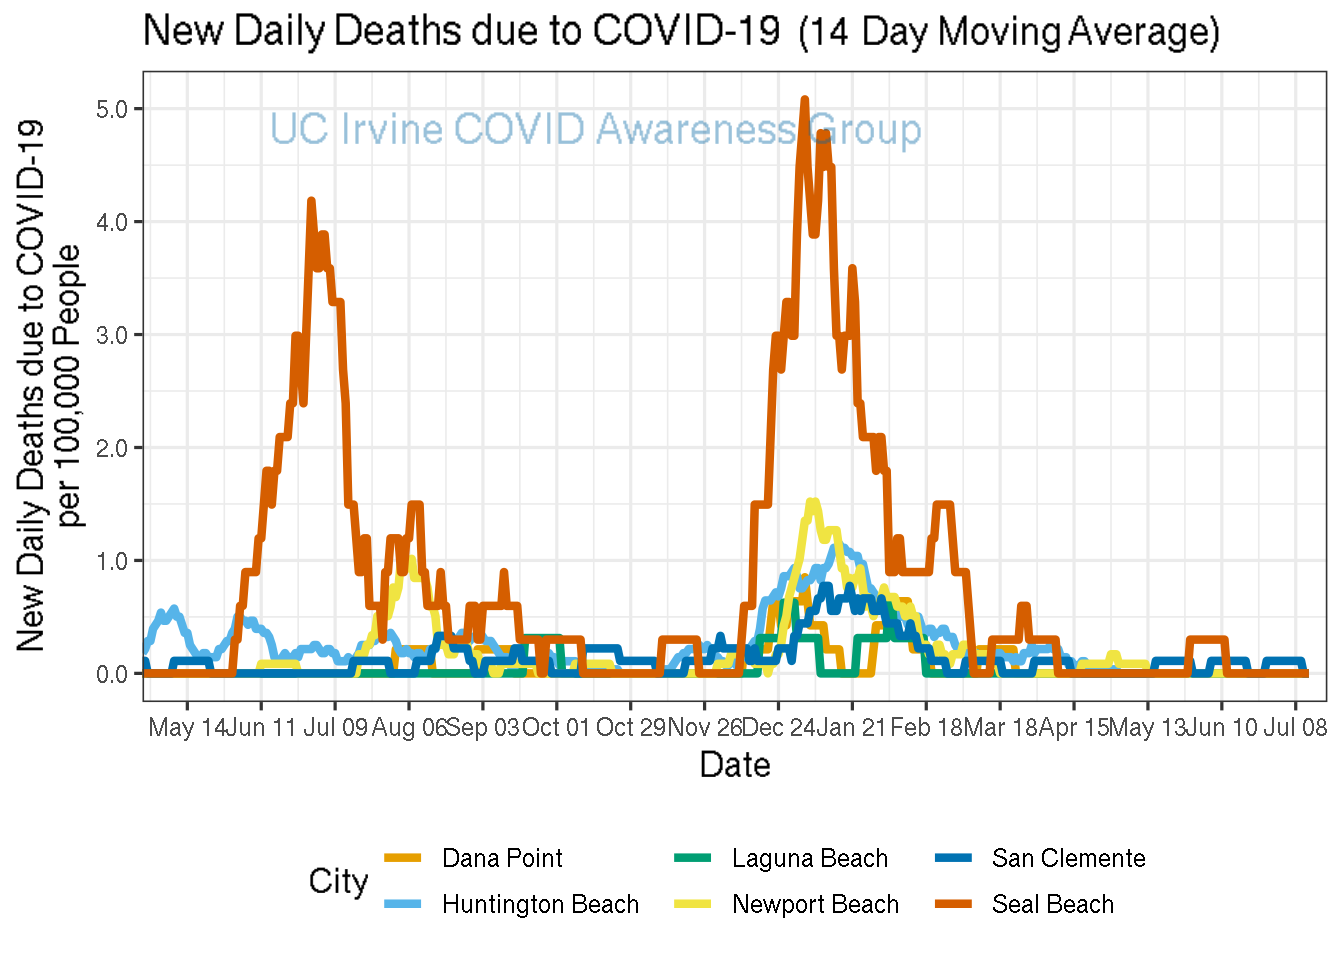 New Daily Deaths due to COVID-19 (14 Day Moving Average)
UC Irvine COVID Awareness Group
New Daily Deaths due to COVID-19
per 100,000 People
5.0
4.0
3.0
2.0
1.0
0.0
May 14 Jun 11 Jul 09 Aug 06 Sep 03 Oct 01 Oct 29 Nov 26 Dec 24 Jan 21 Feb 18 Mar 18 Apr 15 May 13 Jun 10 Jul 08
Date
City
Dana Point Laguna Beach San Clemente
Huntington Beach Newport Beach Seal Beach